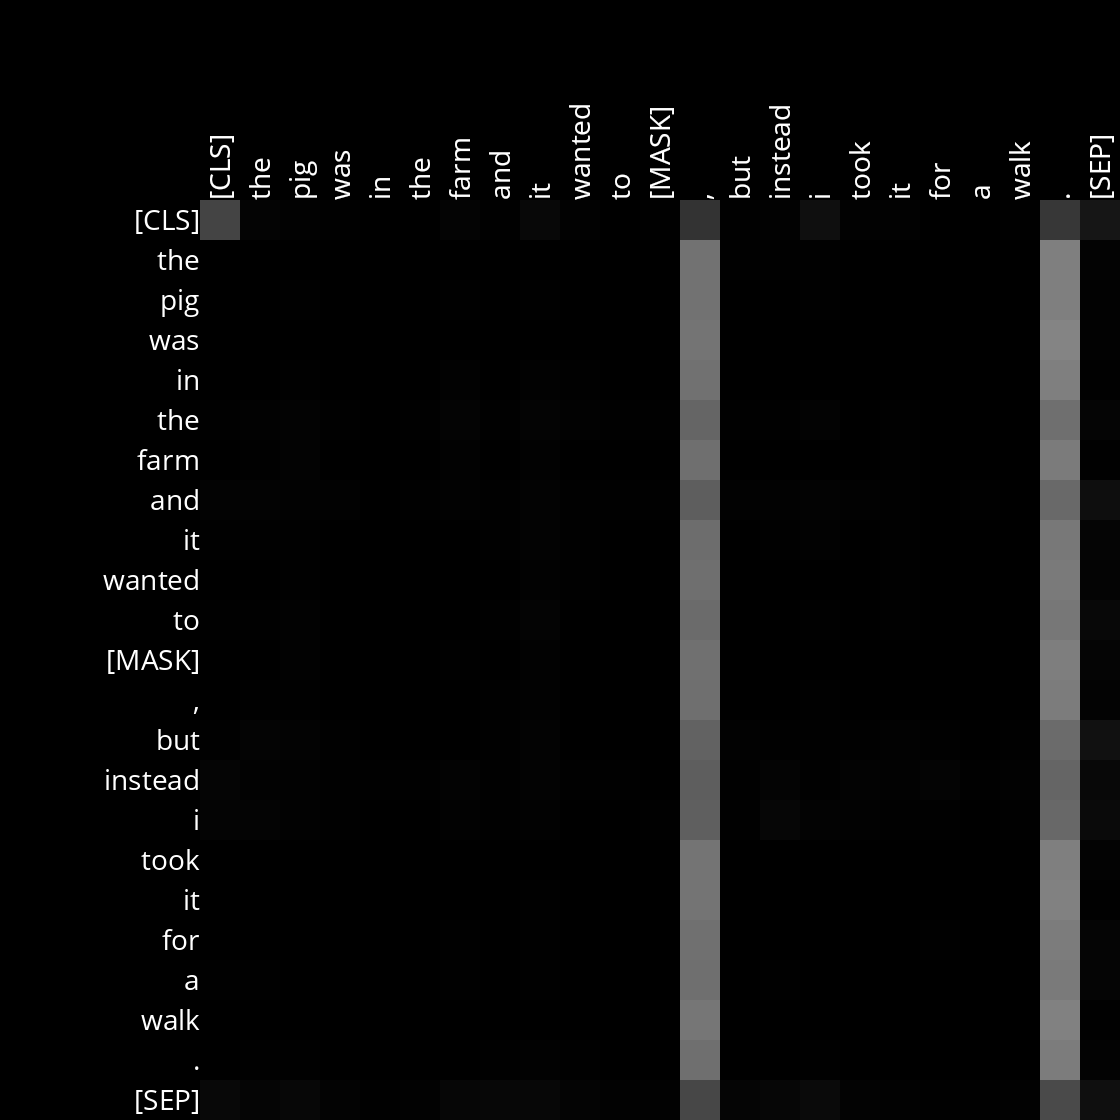 [CLS] the pig was in the farm and it wanted to [MASK] , but instead i took it for a walk . [SEP]
[CLS]
the
pig
was
in
the
farm
and
it
wanted
to
[MASK]
,
but
instead
i
took
it
for
a
walk
.
[SEP]